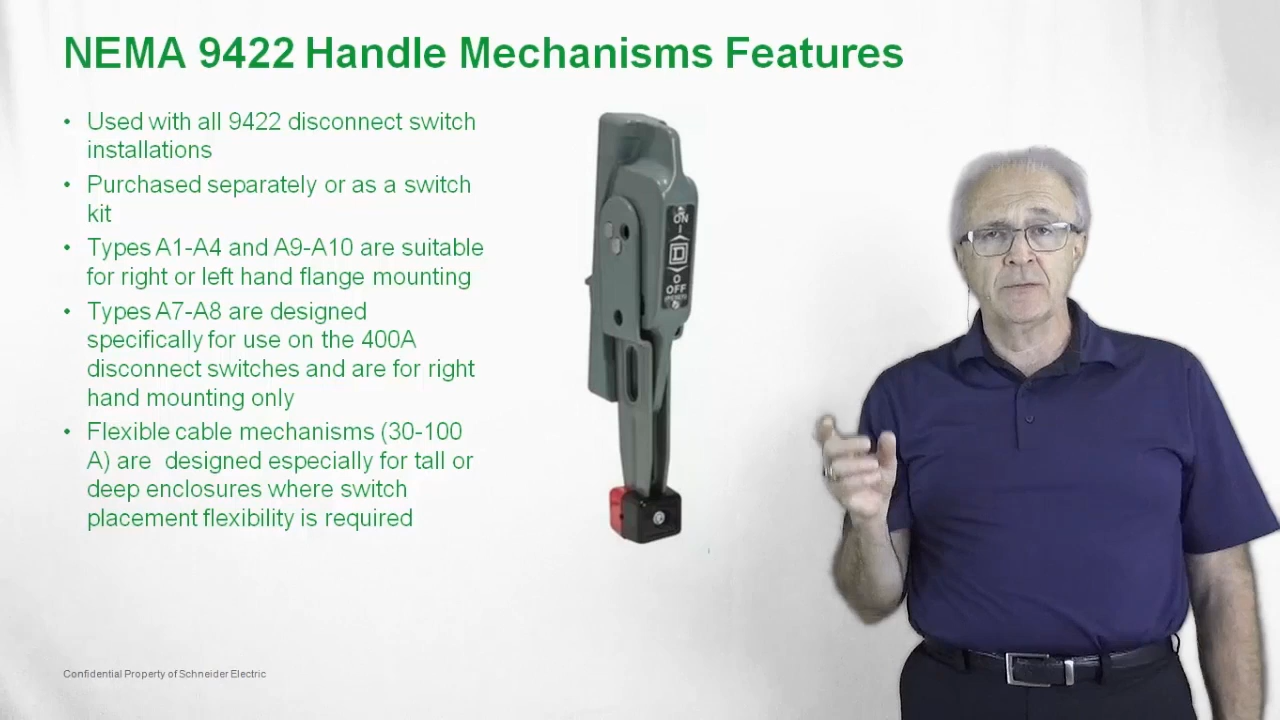 NEMA 9422 Handle Mechanisms Features
• Used with all 9422 disconnect switch
installations
• Purchased separately or as a switch
kit
• Types A1-A4 and A9-A10 are suitable
for right or left hand flange mounting
• Types A7-A8 are designed
specifically for use on the 400A
disconnect switches and are for right
hand mounting only
• Flexible cable mechanisms (30-100
A) are designed especially for tall or
deep enclosures where switch
placement flexibility is required
ON
I
D
O
OFF
Confidential Property of Schneider Electric